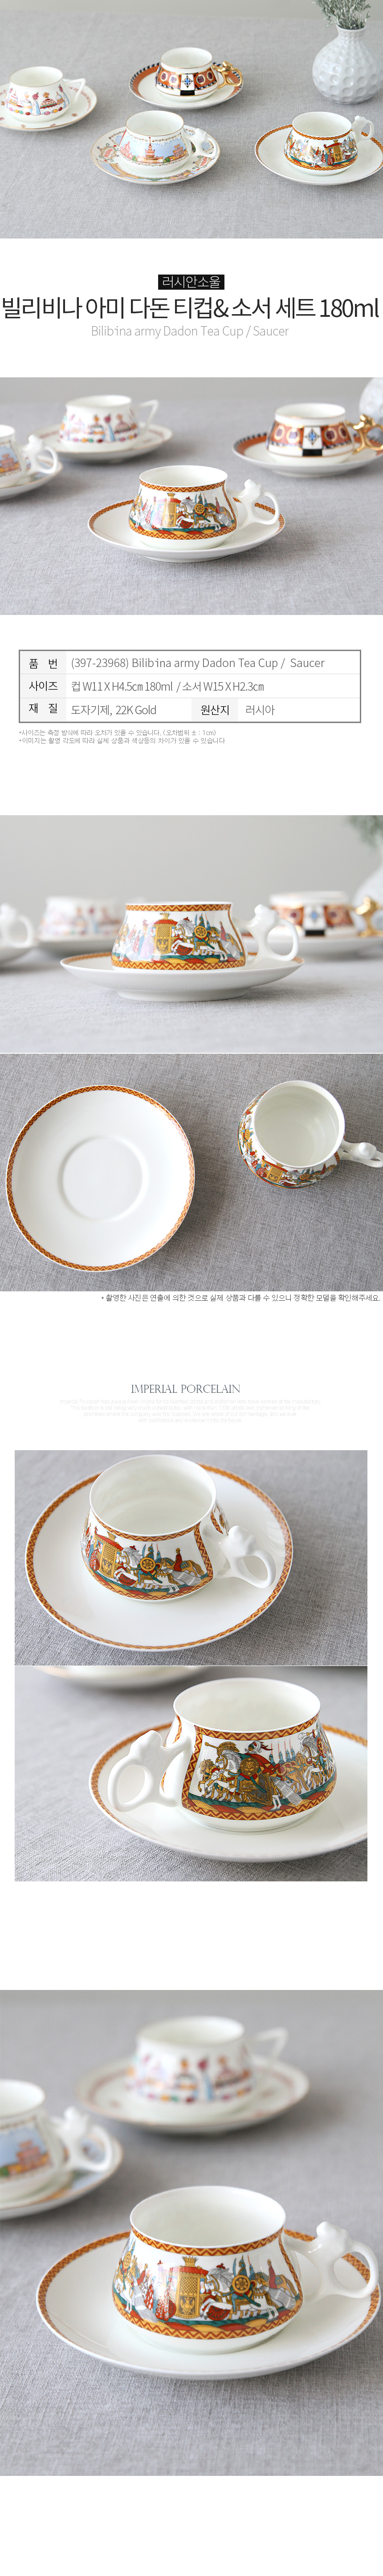 러시안소울
빌리비나 아미 다돈 티컵& 소서 세트 180ml
Bilibina army Dadon Tea Cup / Saucer
품 번 (397-23968) Bilibina army Dadon Tea Cup / Saucer
사이즈 컵 W11 X H4.5㎝ 180ml / 소서 W15 X H2.3㎝
재 질 도자기제, 22K Gold 원산지 러시아
*사이즈는 측정 방식에 따라 오차가 있을 수 있습니다. (오차범위 ± : 1cm)
*이미지는 촬영 각도에 따라 실제 상품과 색상등의 차이가 있을 수 있습니다
* 촬영한 사진은 연출에 의한 것으로 실제 상품과 다를 수 있으니 정확한 모델을 확인해주세요.
IMPERIAL PORCELAIN